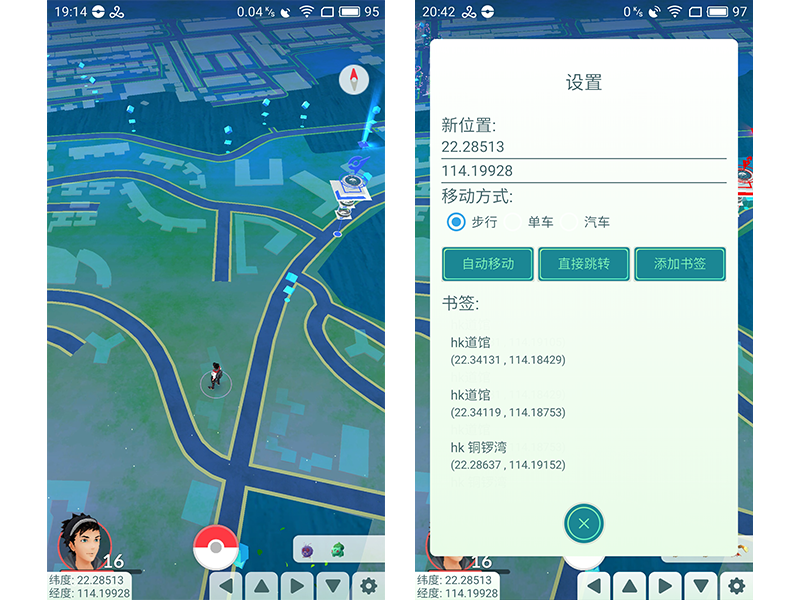 19:14
0.04 K/s
95
16
纬度: 22.28513
经度: 114.19928
20:42
0 K/s
97
设置
新位置:
22.28513
114.19928
移动方式:
步行 单车 汽车
自动移动 直接跳转 添加书签
书签:
hk道馆
(22.34131 , 114.18429)
hk道馆
(22.34119 , 114.18753)
hk 铜锣湾
(22.28637 , 114.19152)
16
纬度: 22.28513
经度: 114.19928